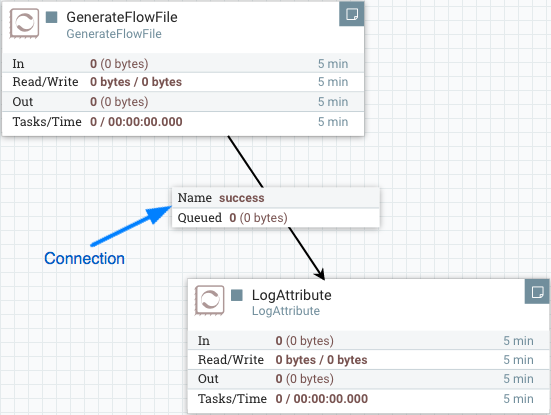 GenerateFlowFile
GenerateFlowFile
In 0 (0 bytes) 5 min
Read/Write 0 bytes / 0 bytes 5 min
Out 0 (0 bytes) 5 min
Tasks/Time 0 / 00:00:00.000 5 min
Name success
Queued 0 (0 bytes)
Connection
LogAttribute
LogAttribute
In 0 (0 bytes) 5 min
Read/Write 0 bytes / 0 bytes 5 min
Out 0 (0 bytes) 5 min
Tasks/Time 0 / 00:00:00.000 5 min